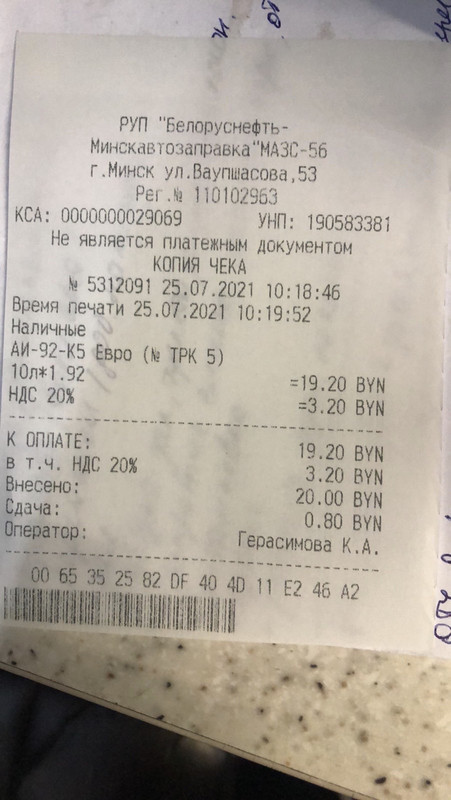 РУП "Белоруснефть-
Минскавтозаправка"МАЗС-56
г.Минск ул.Ваупшасова,53
Рег.№ 110102963
КСА: 0000000029069 УНП: 190583381
Не является платежным документом
КОПИЯ ЧЕКА
№ 5312091 25.07.2021 10:18:46
Время печати 25.07.2021 10:19:52
Наличные
АИ-92-К5 Евро (№ ТРК 5)
10л*1.92 =19.20 BYN
НДС 20% =3.20 BYN
К ОПЛАТЕ: 19.20 BYN
в т.ч. НДС 20% 3.20 BYN
Внесено: 20.00 BYN
Сдача: 0.80 BYN
Оператор: Герасимова К.А.
00 65 35 25 82 DF 40 4D 11 E2 46 A2